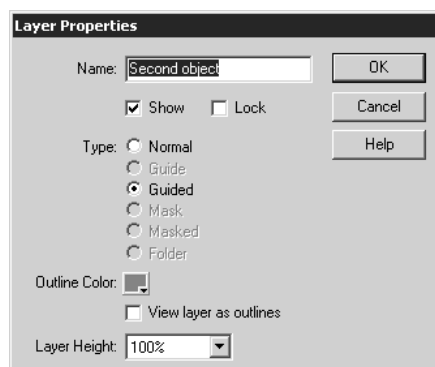 Layer Properties
Name: Second object OK
Show Lock Cancel
Type: Normal Help
Guide
Guided
Mask
Masked
Folder
Outline Color:
View layer as outlines
Layer Height: 100%